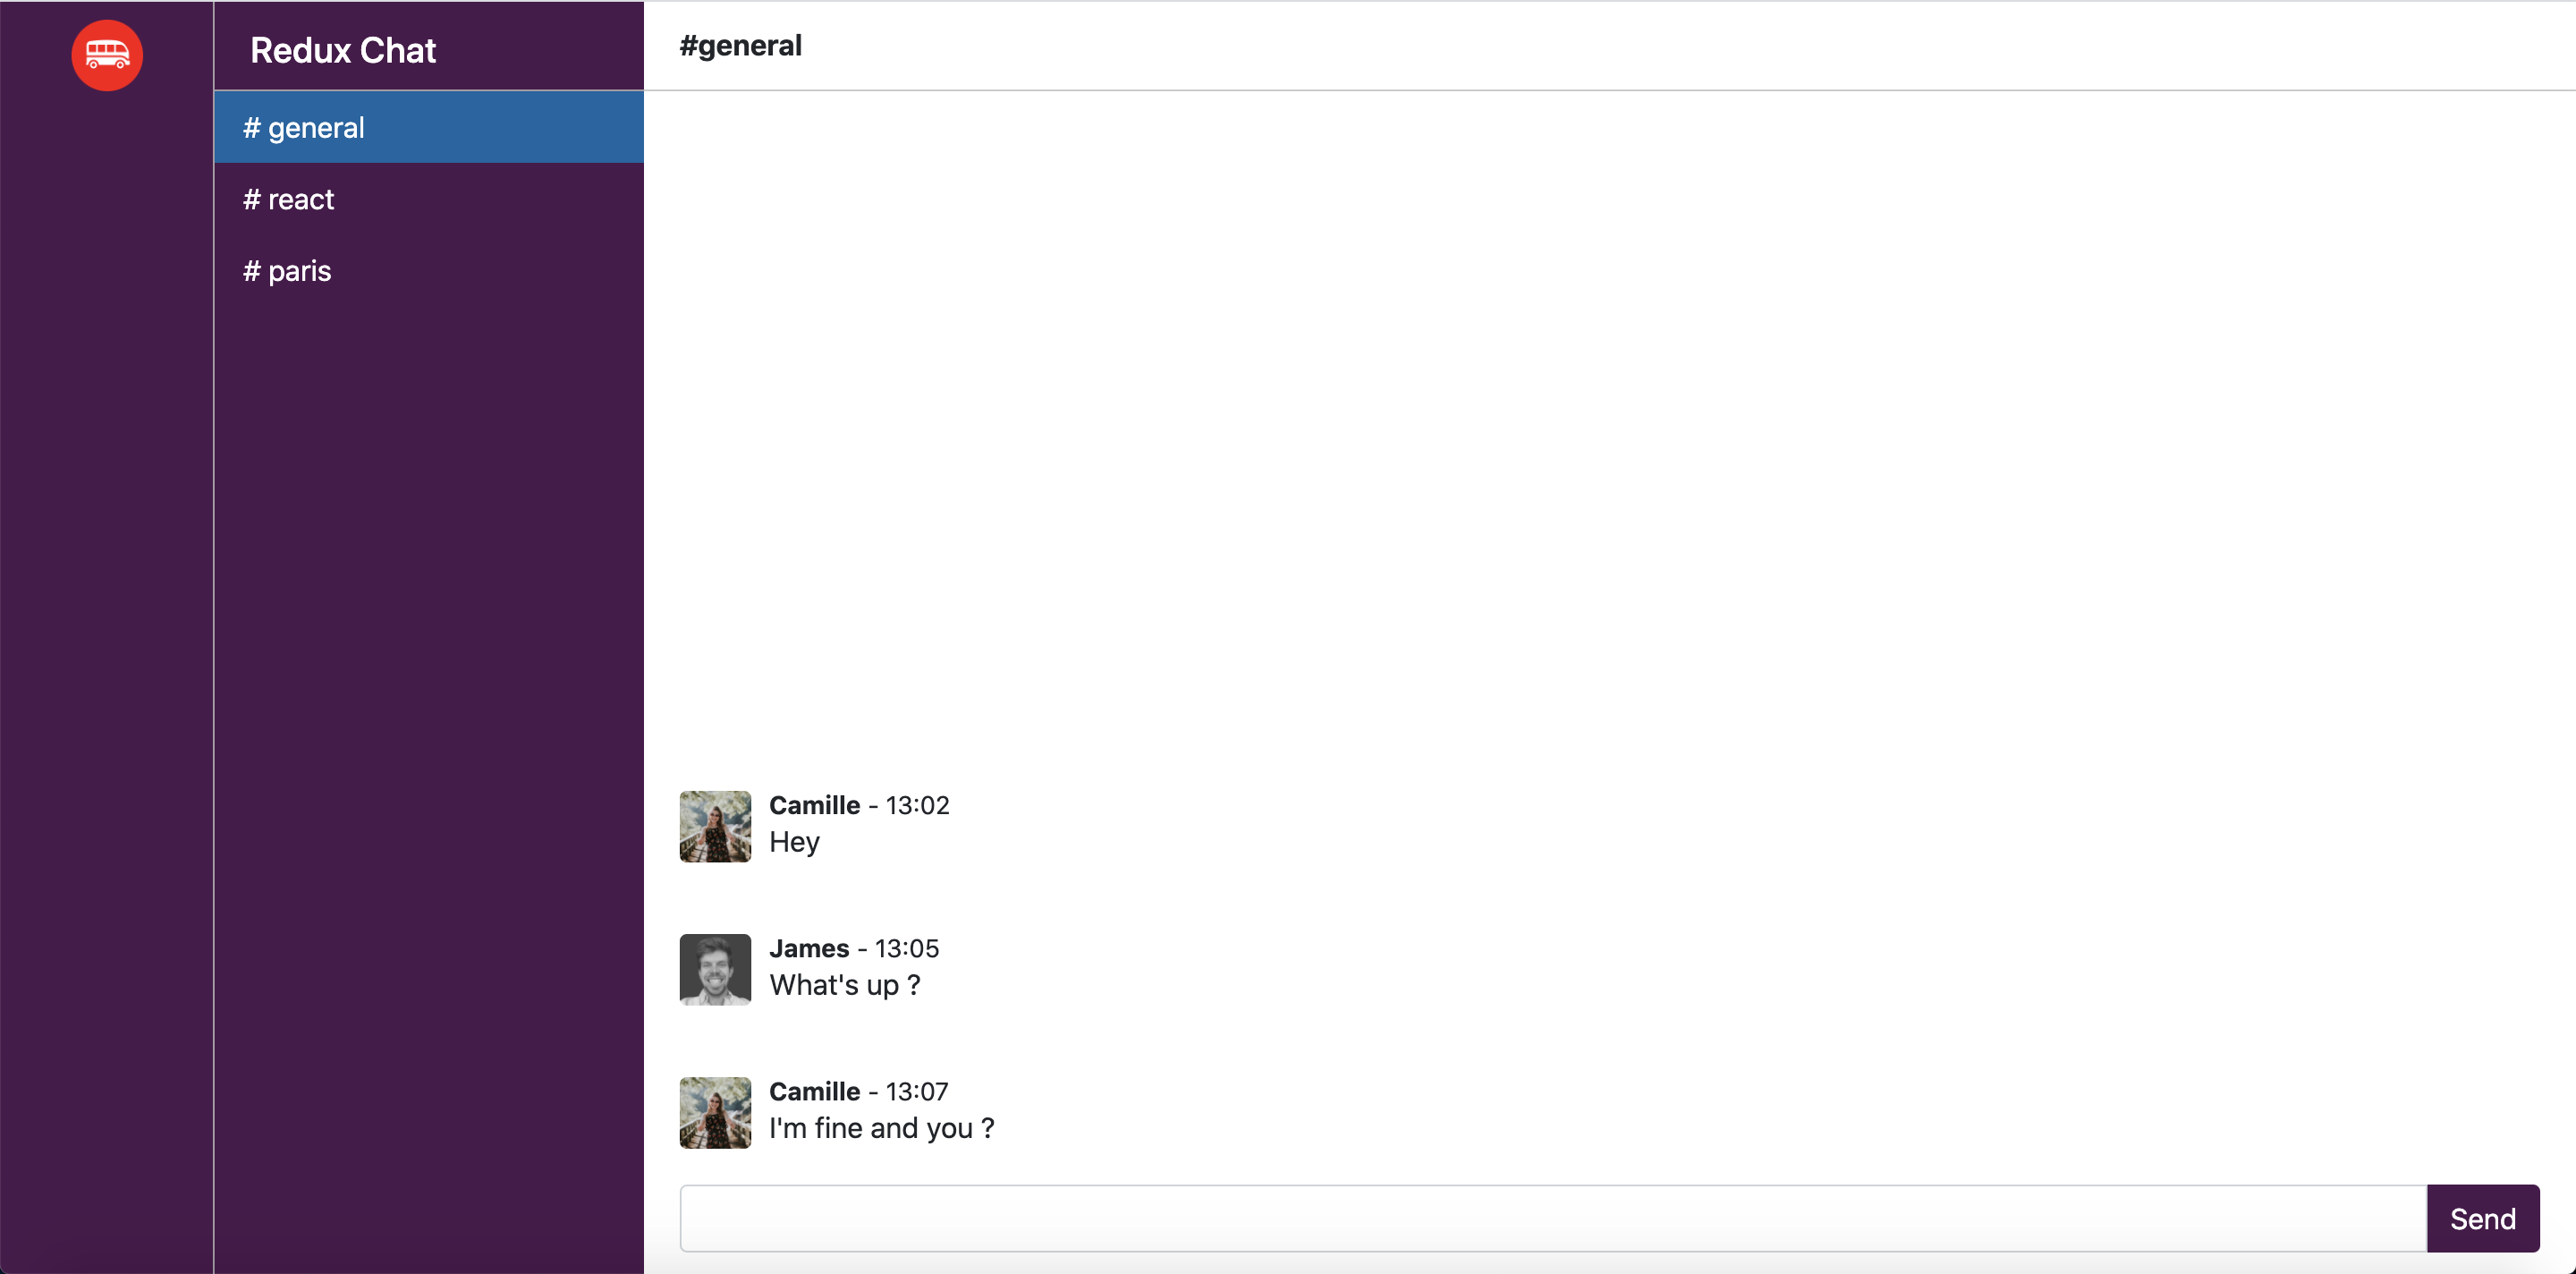 Redux Chat
# general
# react
# paris
#general
Camille - 13:02
Hey
James - 13:05
What's up ?
Camille - 13:07
I'm fine and you ?
Send